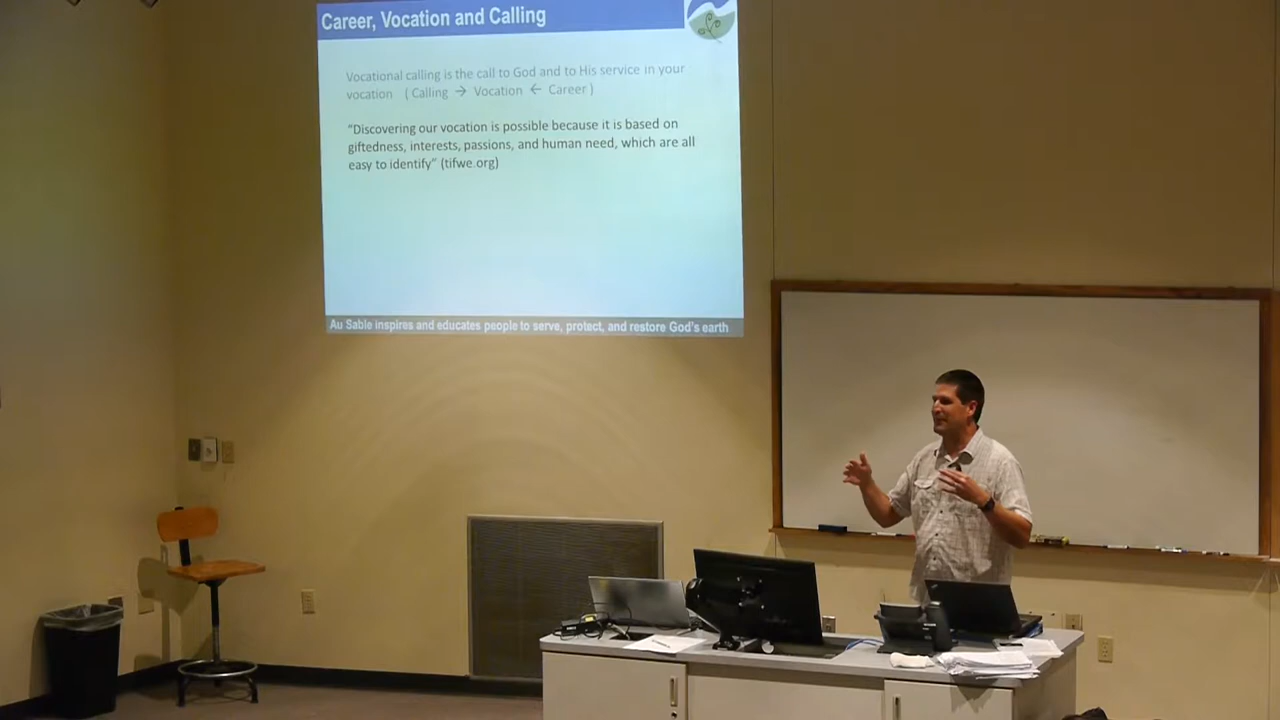 Career, Vocation and Calling
Vocational calling is the call to God and to His service in your
vocation ( Calling → Vocation ← Career )
"Discovering our vocation is possible because it is based on
giftedness, interests, passions, and human need, which are all
easy to identify" (tifwe.org)
Au Sable inspires and educates people to serve, protect, and restore God's earth